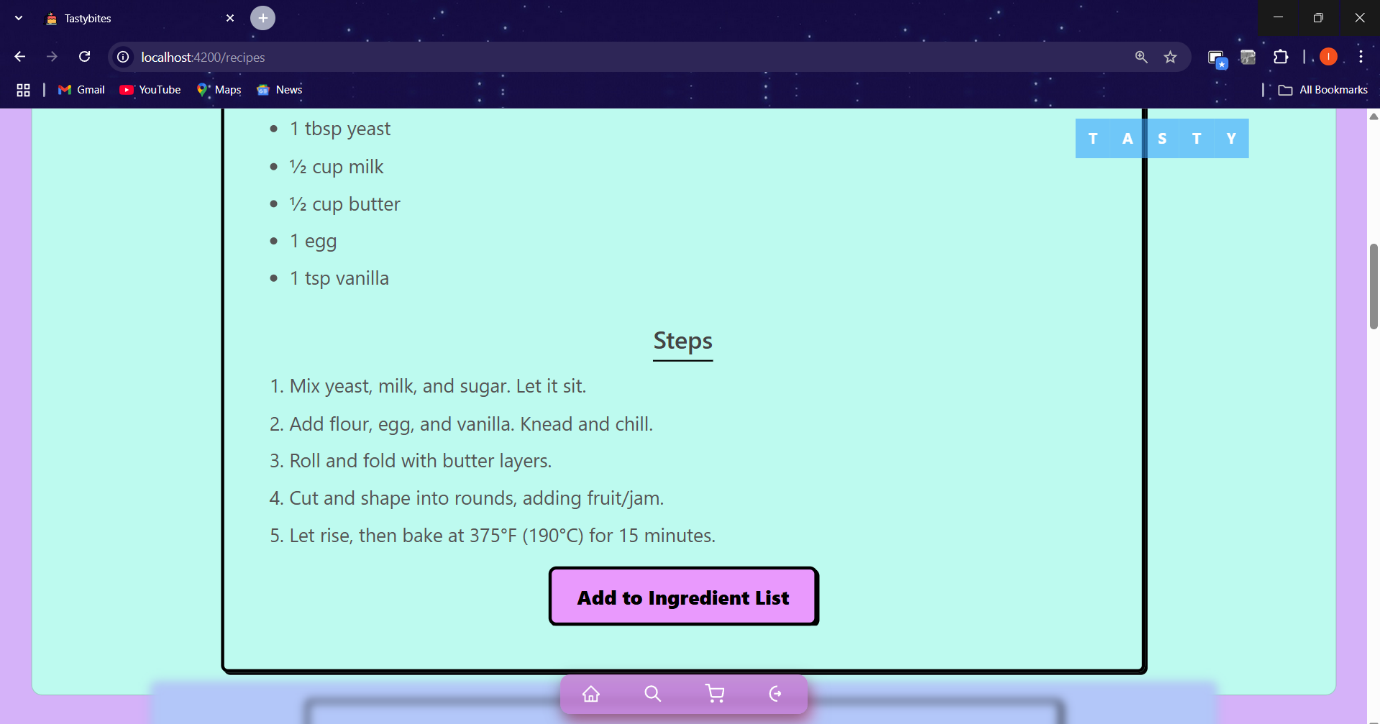 Tastybites
localhost:4200/recipes
Gmail
YouTube
Maps
News
All Bookmarks
I
T A S T Y
• 1 tbsp yeast
• ½ cup milk
• ½ cup butter
• 1 egg
• 1 tsp vanilla
Steps
1. Mix yeast, milk, and sugar. Let it sit.
2. Add flour, egg, and vanilla. Knead and chill.
3. Roll and fold with butter layers.
4. Cut and shape into rounds, adding fruit/jam.
5. Let rise, then bake at 375°F (190°C) for 15 minutes.
Add to Ingredient List